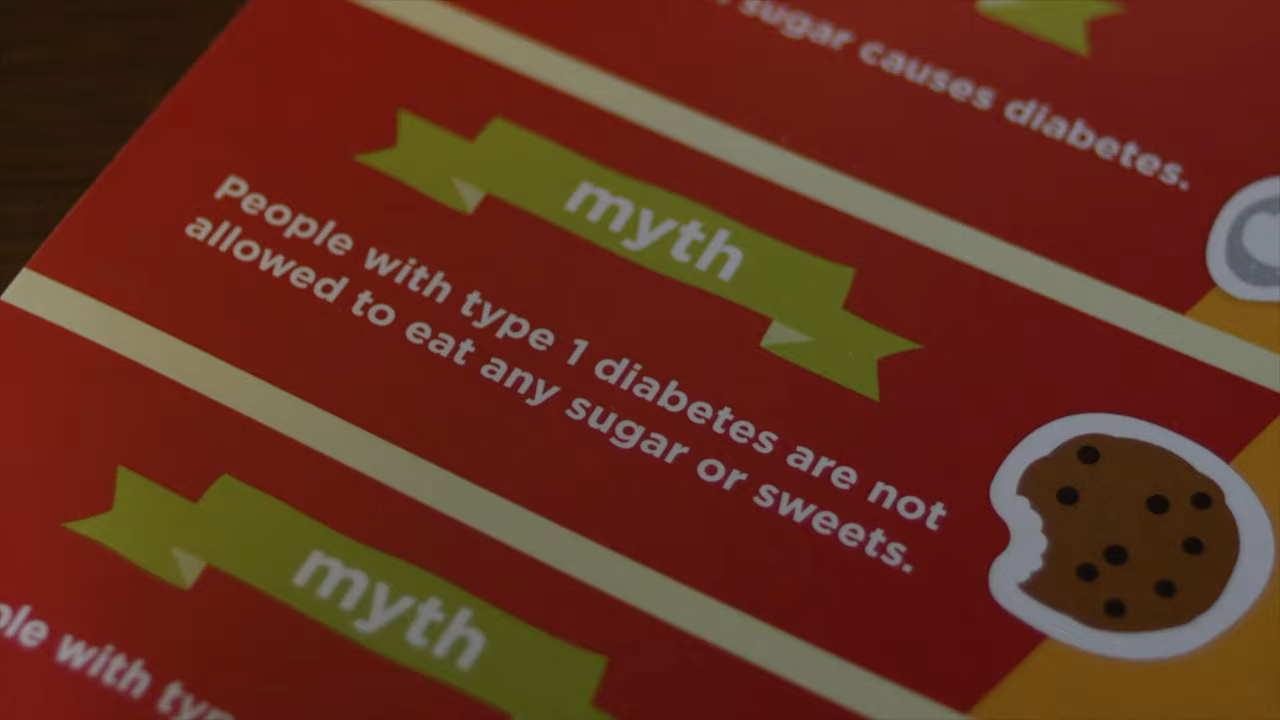 sugar causes diabetes.
myth
People with type 1 diabetes are not
allowed to eat any sugar or sweets.
myth
with